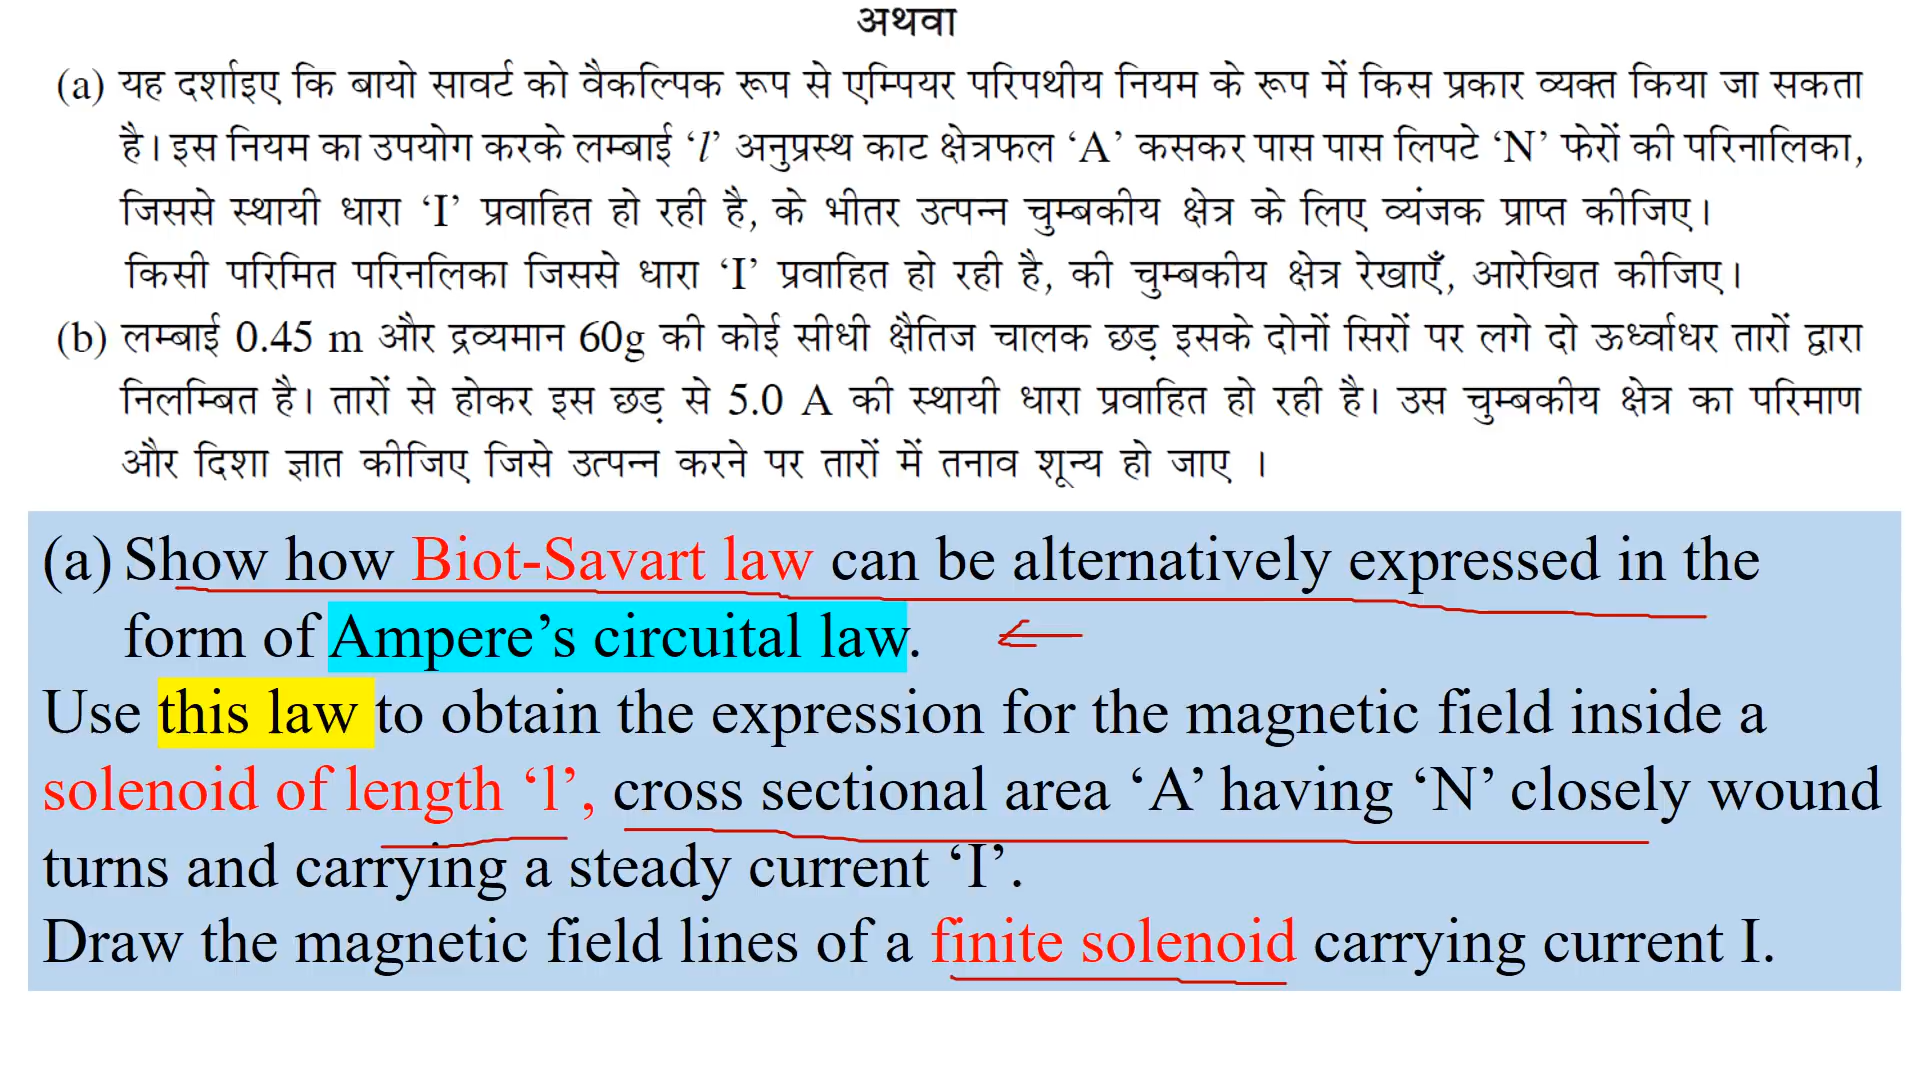 अथवा
(a) यह दर्शाइए कि बायो सावर्ट को वैकल्पिक रूप से एम्पियर परिपथीय नियम के रूप में किस प्रकार व्यक्त किया जा सकता
है। इस नियम का उपयोग करके लम्बाई ‘l’ अनुप्रस्थ काट क्षेत्रफल ‘A’ कसकर पास पास लिपटे ‘N’ फेरों की परिनालिका,
जिससे स्थायी धारा ‘I’ प्रवाहित हो रही है, के भीतर उत्पन्न चुम्बकीय क्षेत्र के लिए व्यंजक प्राप्त कीजिए।
किसी परिमित परिनलिका जिससे धारा ‘I’ प्रवाहित हो रही है, की चुम्बकीय क्षेत्र रेखाएँ, आरेखित कीजिए।
(b) लम्बाई 0.45 m और द्रव्यमान 60g की कोई सीधी क्षैतिज चालक छड़ इसके दोनों सिरों पर लगे दो ऊर्ध्वाधर तारों द्वारा
निलम्बित है। तारों से होकर इस छड़ से 5.0 A की स्थायी धारा प्रवाहित हो रही है। उस चुम्बकीय क्षेत्र का परिमाण
और दिशा ज्ञात कीजिए जिसे उत्पन्न करने पर तारों में तनाव शून्य हो जाए ।
(a) Show how Biot-Savart law can be alternatively expressed in the
form of Ampere’s circuital law.
Use this law to obtain the expression for the magnetic field inside a
solenoid of length ‘l’, cross sectional area ‘A’ having ‘N’ closely wound
turns and carrying a steady current ‘I’.
Draw the magnetic field lines of a finite solenoid carrying current I.